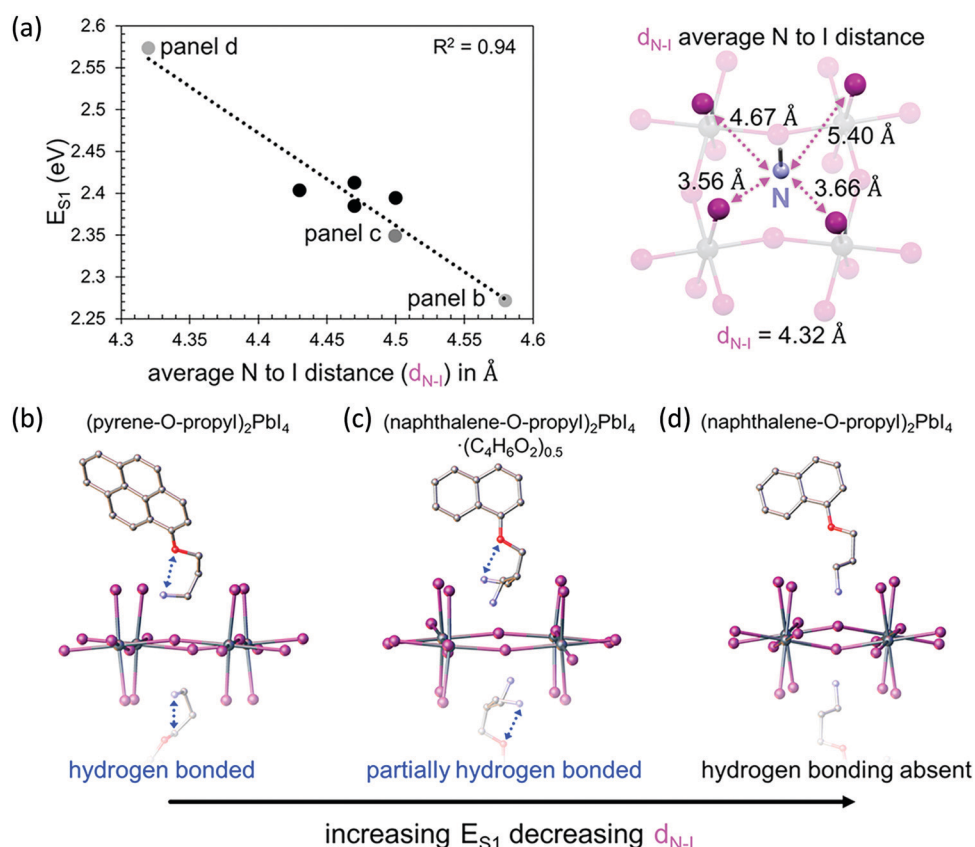 (a)
2.6
2.55
2.5
2.45
2.4
2.35
2.3
2.25
E_S1 (eV)
panel d
R² = 0.94
panel c
panel b
4.3 4.35 4.4 4.45 4.5 4.55 4.6
average N to I distance (d_N-I) in Å
d_N-I average N to I distance
4.67 Å
5.40 Å
3.56 Å
3.66 Å
N
d_N-I = 4.32 Å
(b) (pyrene-O-propyl)₂PbI₄
hydrogen bonded
(c) (naphthalene-O-propyl)₂PbI₄
·(C₄H₆O₂)₀.₅
partially hydrogen bonded
(d) (naphthalene-O-propyl)₂PbI₄
hydrogen bonding absent
increasing E_S1 decreasing d_N-I